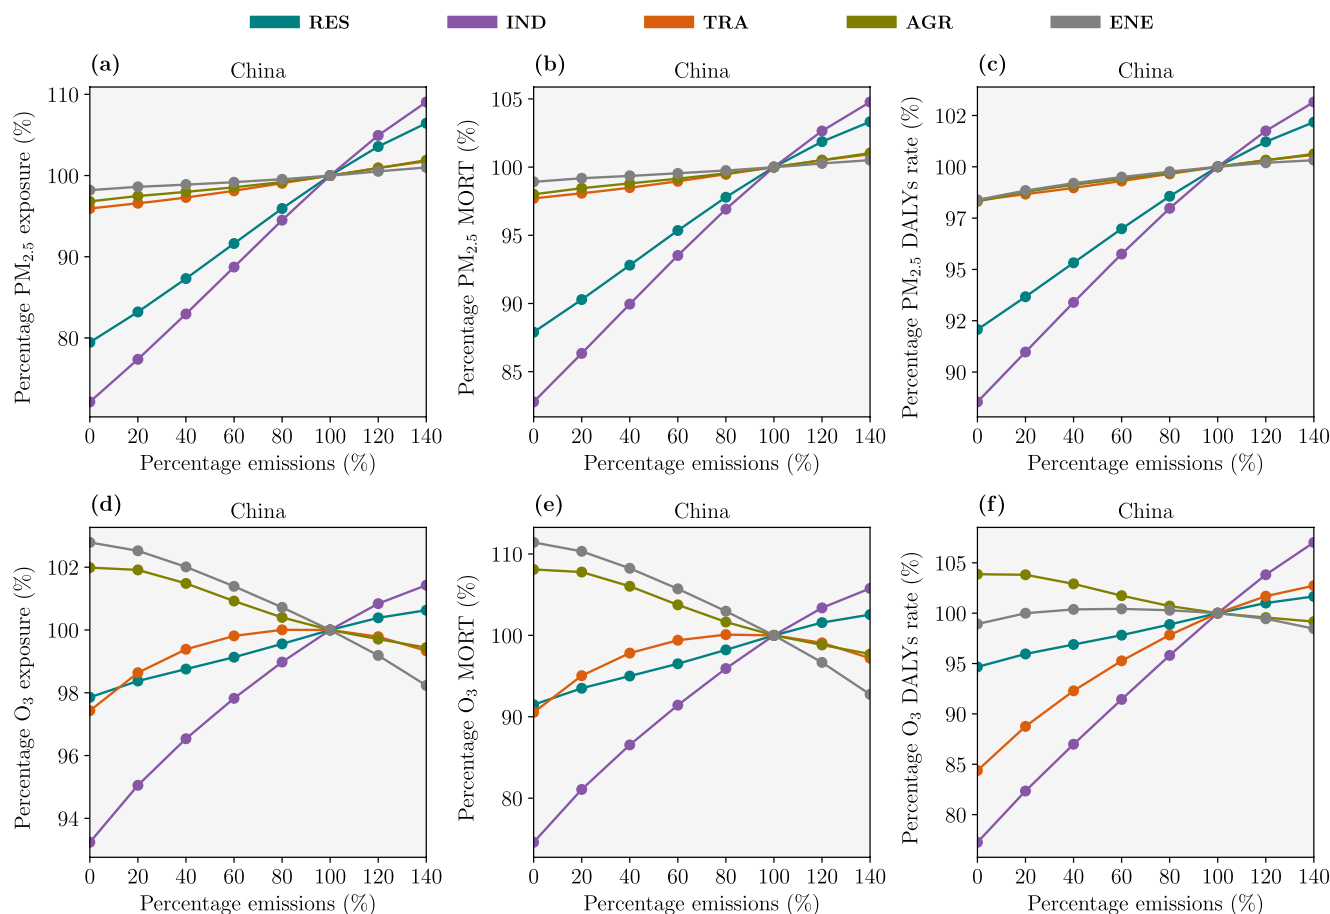 RES IND TRA AGR ENE
(a) China
Percentage PM2.5 exposure (%)
110
100
90
80
0 20 40 60 80 100 120 140
Percentage emissions (%)
(b) China
Percentage PM2.5 MORT (%)
105
100
95
90
85
0 20 40 60 80 100 120 140
Percentage emissions (%)
(c) China
Percentage PM2.5 DALYs rate (%)
102
100
97
95
92
90
0 20 40 60 80 100 120 140
Percentage emissions (%)
(d) China
Percentage O3 exposure (%)
102
100
98
96
94
0 20 40 60 80 100 120 140
Percentage emissions (%)
(e) China
Percentage O3 MORT (%)
110
100
90
80
0 20 40 60 80 100 120 140
Percentage emissions (%)
(f) China
Percentage O3 DALYs rate (%)
105
100
95
90
85
80
0 20 40 60 80 100 120 140
Percentage emissions (%)